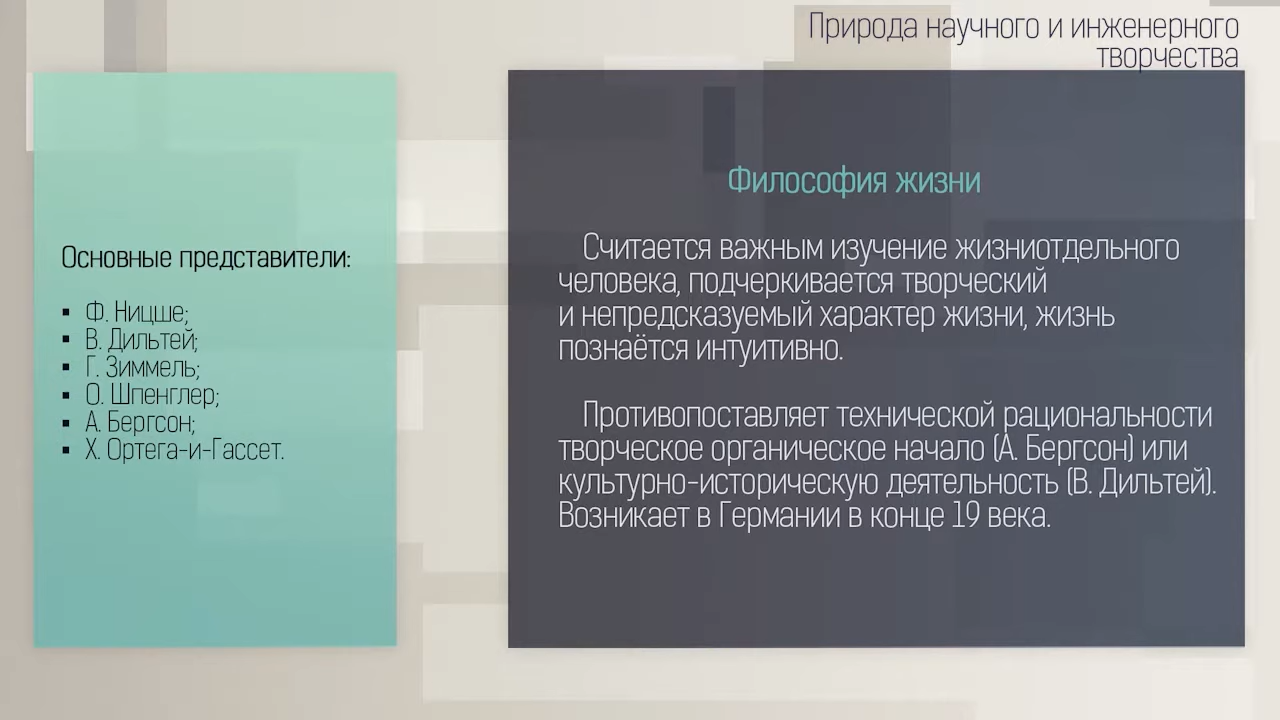 Природа научного и инженерного
творчества
Основные представители:
▪ Ф. Ницше;
▪ В. Дильтей;
▪ Г. Зиммель;
▪ О. Шпенглер;
▪ А. Бергсон;
▪ Х. Ортега-и-Гассет.
Философия жизни
Считается важным изучение жизниотдельного
человека, подчеркивается творческий
и непредсказуемый характер жизни, жизнь
познаётся интуитивно.
Противопоставляет технической рациональности
творческое органическое начало (А. Бергсон) или
культурно-историческую деятельность (В. Дильтей).
Возникает в Германии в конце 19 века.